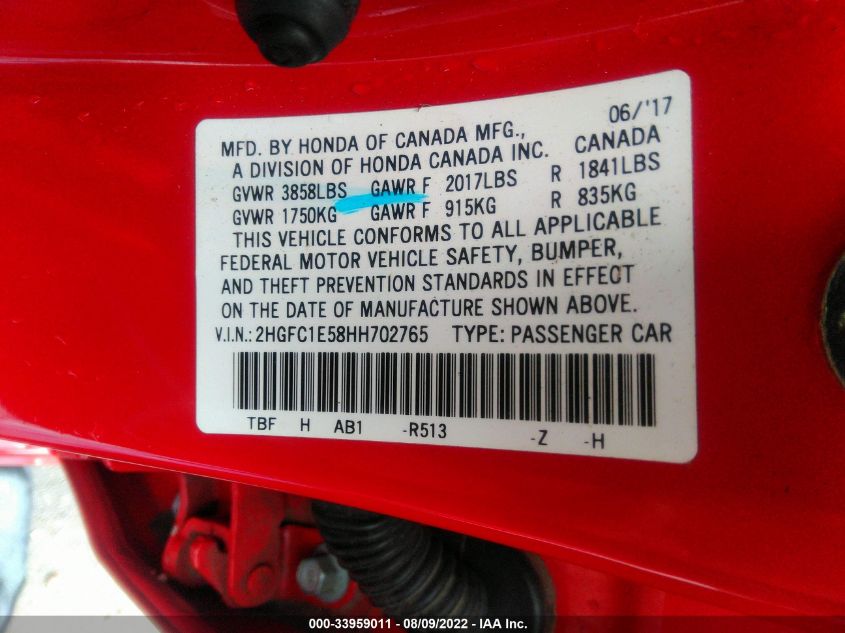 06/'17
MFD. BY HONDA OF CANADA MFG.,
A DIVISION OF HONDA CANADA INC. CANADA
GVWR 3858LBS GAWR F 2017LBS R 1841LBS
GVWR 1750KG GAWR F 915KG R 835KG
THIS VEHICLE CONFORMS TO ALL APPLICABLE
FEDERAL MOTOR VEHICLE SAFETY, BUMPER,
AND THEFT PREVENTION STANDARDS IN EFFECT
ON THE DATE OF MANUFACTURE SHOWN ABOVE.
V.I.N.: 2HGFC1E58HH702765 TYPE: PASSENGER CAR
TBF H AB1 -R513 -Z -H
000-33959011 - 08/09/2022 - IAA Inc.